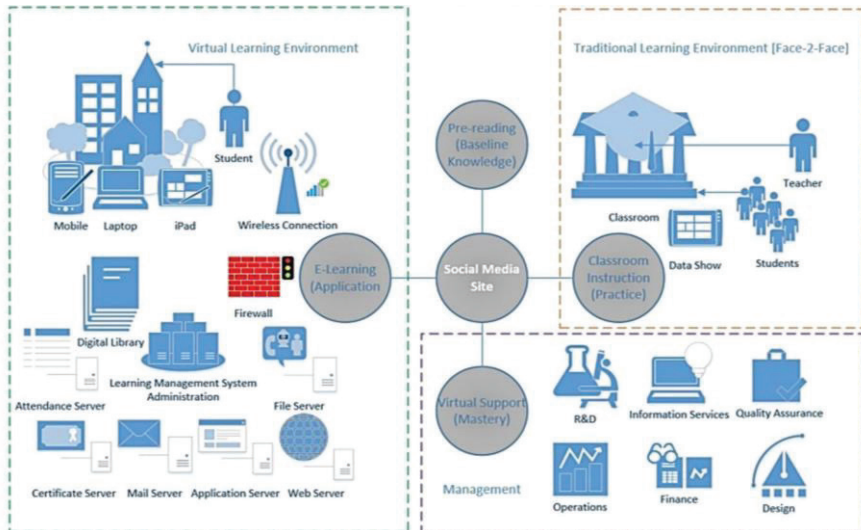 Virtual Learning Environment
Student
Mobile
Laptop
iPad
Wireless Connection
E-Learning
(Application
Firewall
Digital Library
Learning Management System
Administration
File Server
Attendance Server
Certificate Server
Mail Server
Application Server
Web Server
Pre-reading
(Baseline
Knowledge)
Social Media
Site
Classroom
Instruction
(Practice)
Virtual Support
(Mastery)
Traditional Learning Environment [Face-2-Face]
Teacher
Classroom
Data Show
Students
R&D
Information Services
Quality Assurance
Operations
Finance
Design
Management